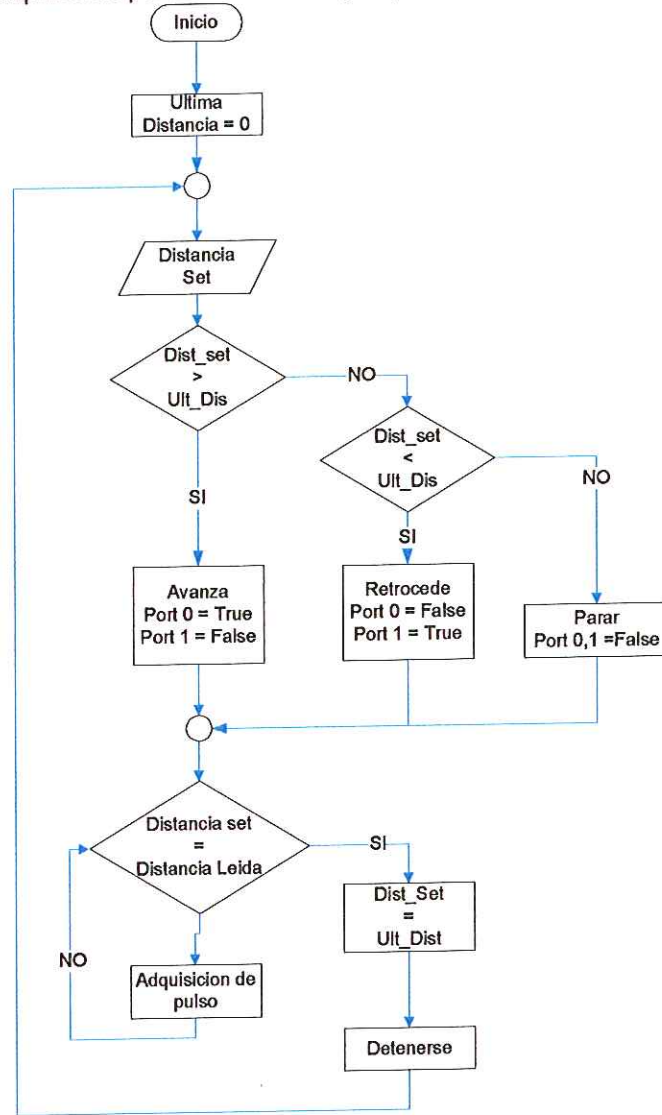 Inicio
Ultima
Distancia = 0
Distancia
Set
Dist_set
>
Ult_Dis
NO
Dist_set
<
Ult_Dis
NO
SI
SI
Avanza
Port 0 = True
Port 1 = False
Retrocede
Port 0 = False
Port 1 = True
Parar
Port 0,1 =False
Distancia set
=
Distancia Leida
SI
Dist_Set
=
Ult_Dist
NO
Adquisicion de
pulso
Detenerse